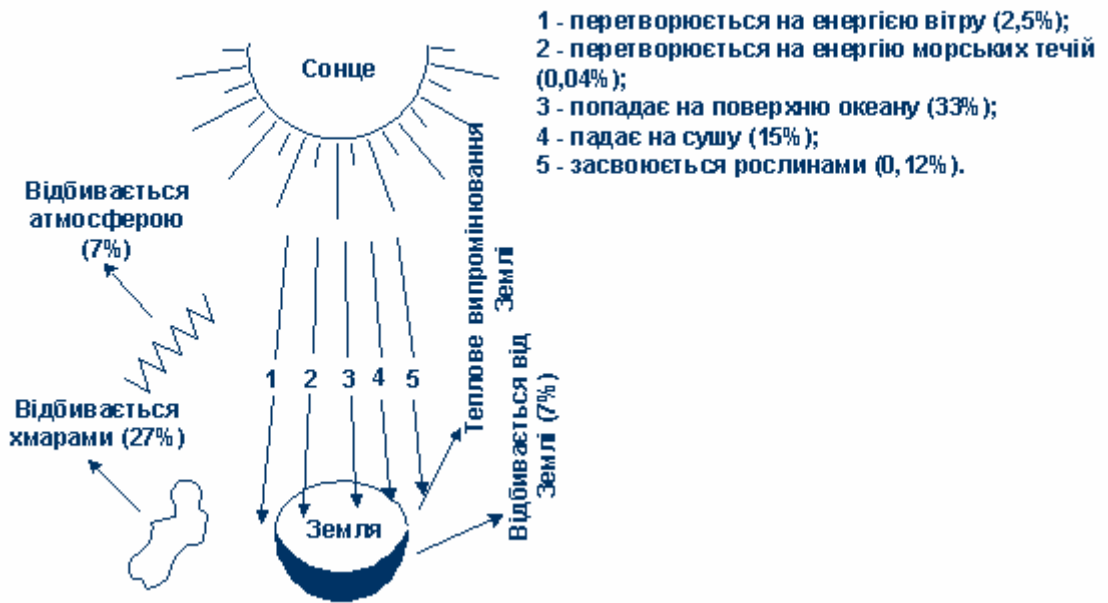 1 - перетворюється на енергією вітру (2,5%);
2 - перетворюється на енергію морських течій
(0,04%);
3 - попадає на поверхню океану (33%);
4 - падає на сушу (15%);
5 - засвоюється рослинами (0,12%).
Сонце
Відбивається
атмосферою
(7%)
Теплове випромінювання
Землі
1 2 3 4 5
Відбивається
хмарами (27%)
Відбивається від
Землі (7%)
Земля